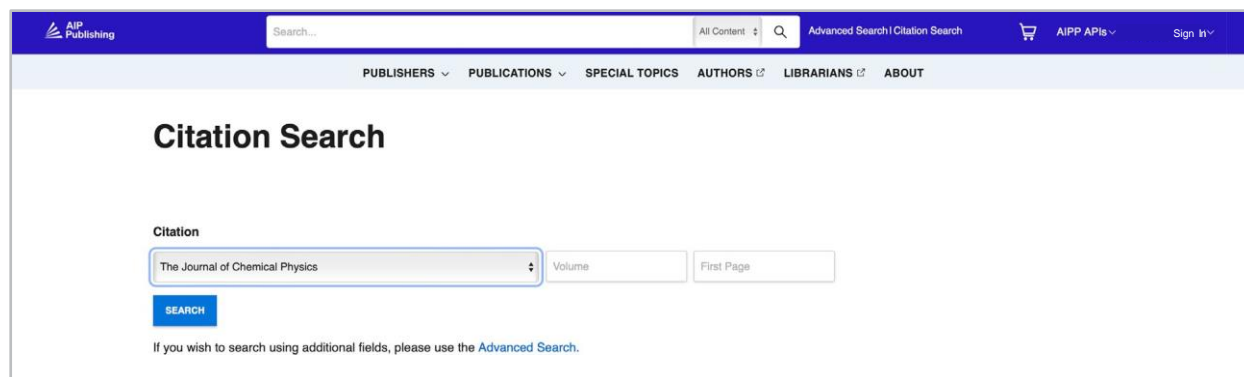 AIP
Publishing
Search...
All Content
Advanced Search | Citation Search
AIPP APIs
Sign In
PUBLISHERS PUBLICATIONS SPECIAL TOPICS AUTHORS LIBRARIANS ABOUT
Citation Search
Citation
The Journal of Chemical Physics
Volume
First Page
SEARCH
If you wish to search using additional fields, please use the Advanced Search.